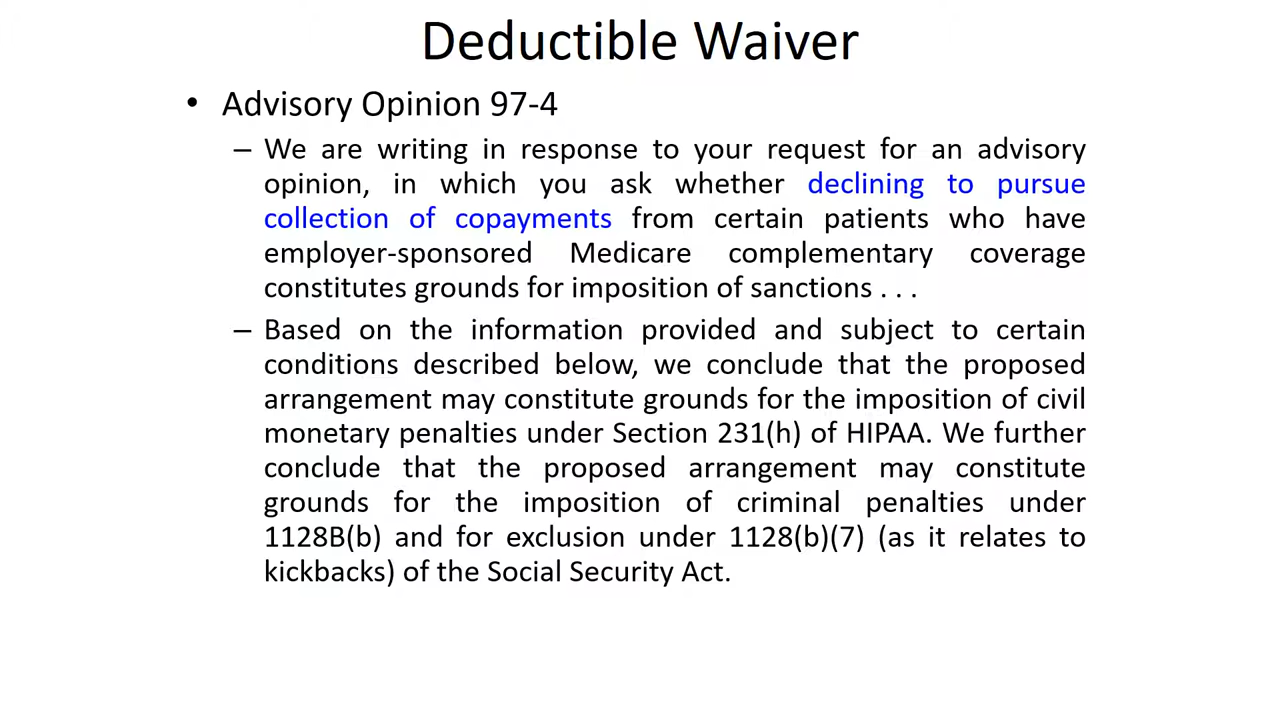 Deductible Waiver
• Advisory Opinion 97-4
– We are writing in response to your request for an advisory
opinion, in which you ask whether declining to pursue
collection of copayments from certain patients who have
employer-sponsored Medicare complementary coverage
constitutes grounds for imposition of sanctions . . .
– Based on the information provided and subject to certain
conditions described below, we conclude that the proposed
arrangement may constitute grounds for the imposition of civil
monetary penalties under Section 231(h) of HIPAA. We further
conclude that the proposed arrangement may constitute
grounds for the imposition of criminal penalties under
1128B(b) and for exclusion under 1128(b)(7) (as it relates to
kickbacks) of the Social Security Act.